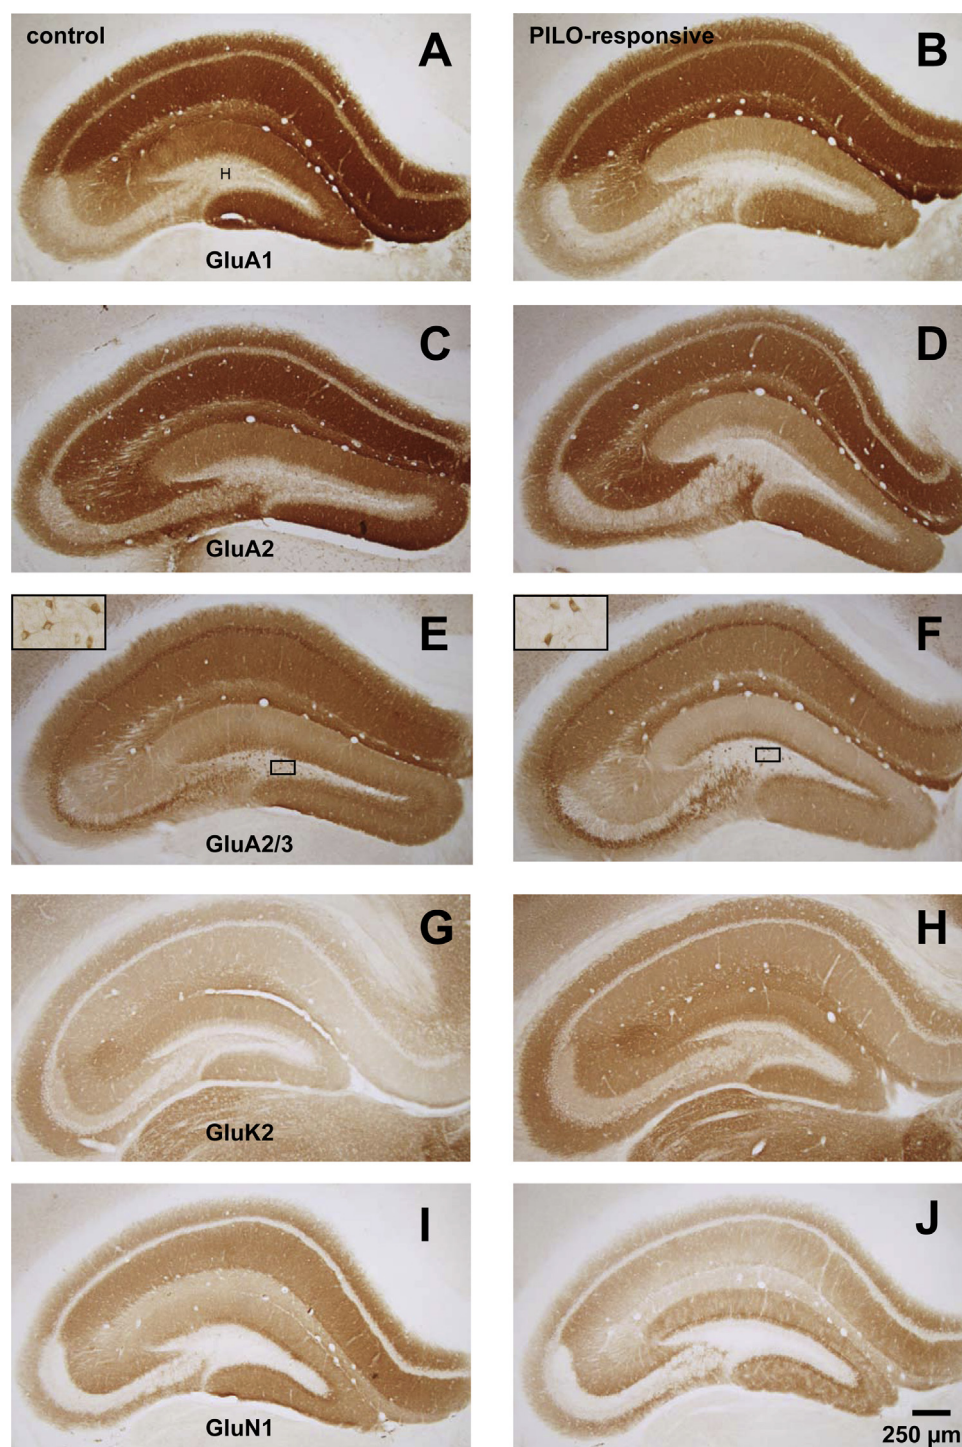 control
A
PILO-responsive
B
H
GluA1
C
D
GluA2
E
F
GluA2/3
G
H
GluK2
I
J
GluN1
250 µm